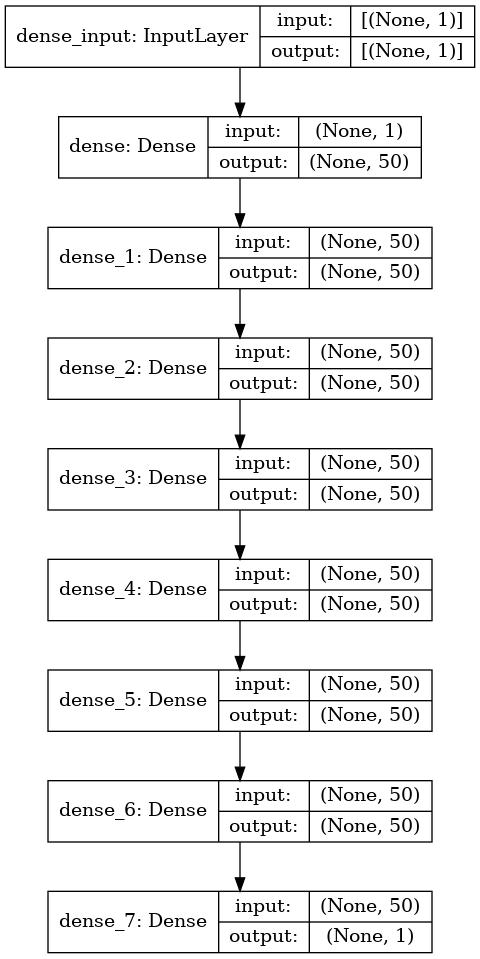 dense_input: InputLayer
input: [(None, 1)]
output: [(None, 1)]
dense: Dense
input: (None, 1)
output: (None, 50)
dense_1: Dense
input: (None, 50)
output: (None, 50)
dense_2: Dense
input: (None, 50)
output: (None, 50)
dense_3: Dense
input: (None, 50)
output: (None, 50)
dense_4: Dense
input: (None, 50)
output: (None, 50)
dense_5: Dense
input: (None, 50)
output: (None, 50)
dense_6: Dense
input: (None, 50)
output: (None, 50)
dense_7: Dense
input: (None, 50)
output: (None, 1)